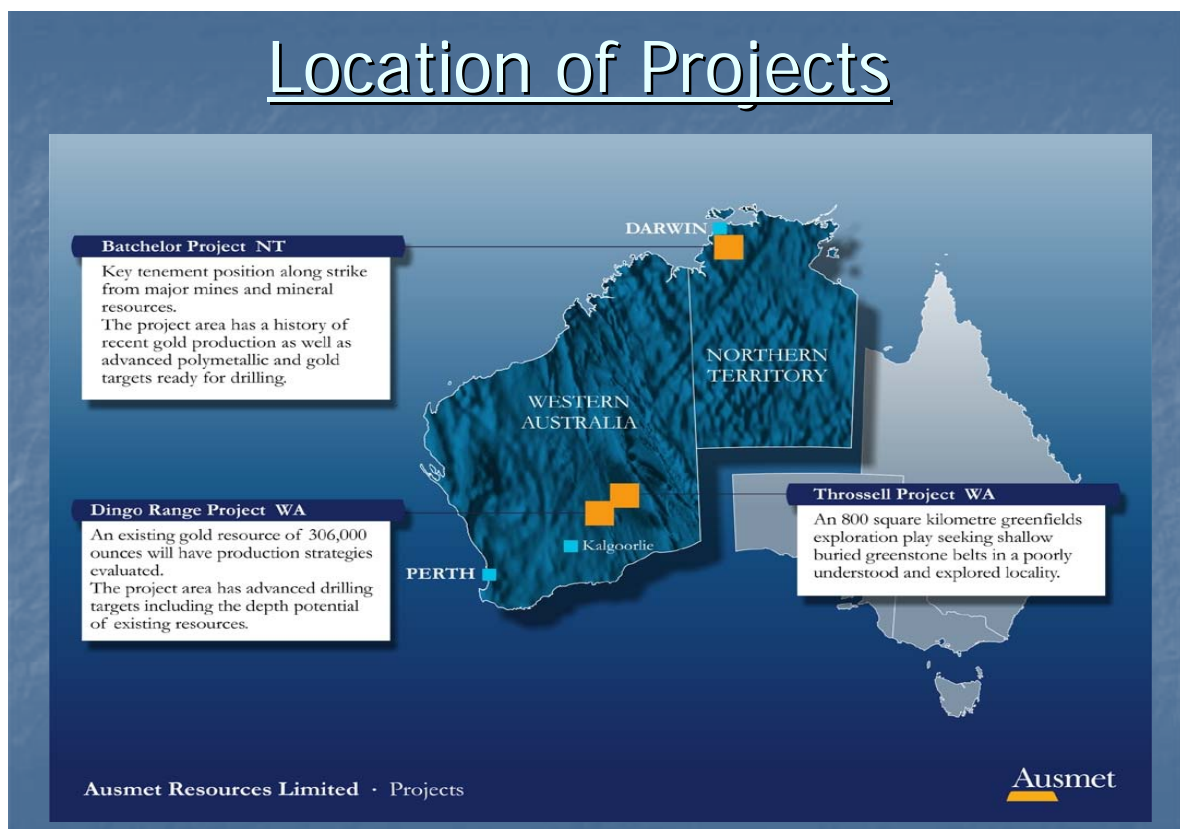 Location of Projects
DARWIN
Batchelor Project NT
Key tenement position along strike
from major mines and mineral
resources.
The project area has a history of
recent gold production as well as
advanced polymetallic and gold
targets ready for drilling.
NORTHERN
TERRITORY
WESTERN
AUSTRALIA
Dingo Range Project WA
An existing gold resource of 306,000
ounces will have production strategies
evaluated.
The project area has advanced drilling
targets including the depth potential
of existing resources.
Throssell Project WA
An 800 square kilometre greenfields
exploration play seeking shallow
buried greenstone belts in a poorly
understood and explored locality.
Kalgoorlie
PERTH
Ausmet Resources Limited · Projects
Ausmet